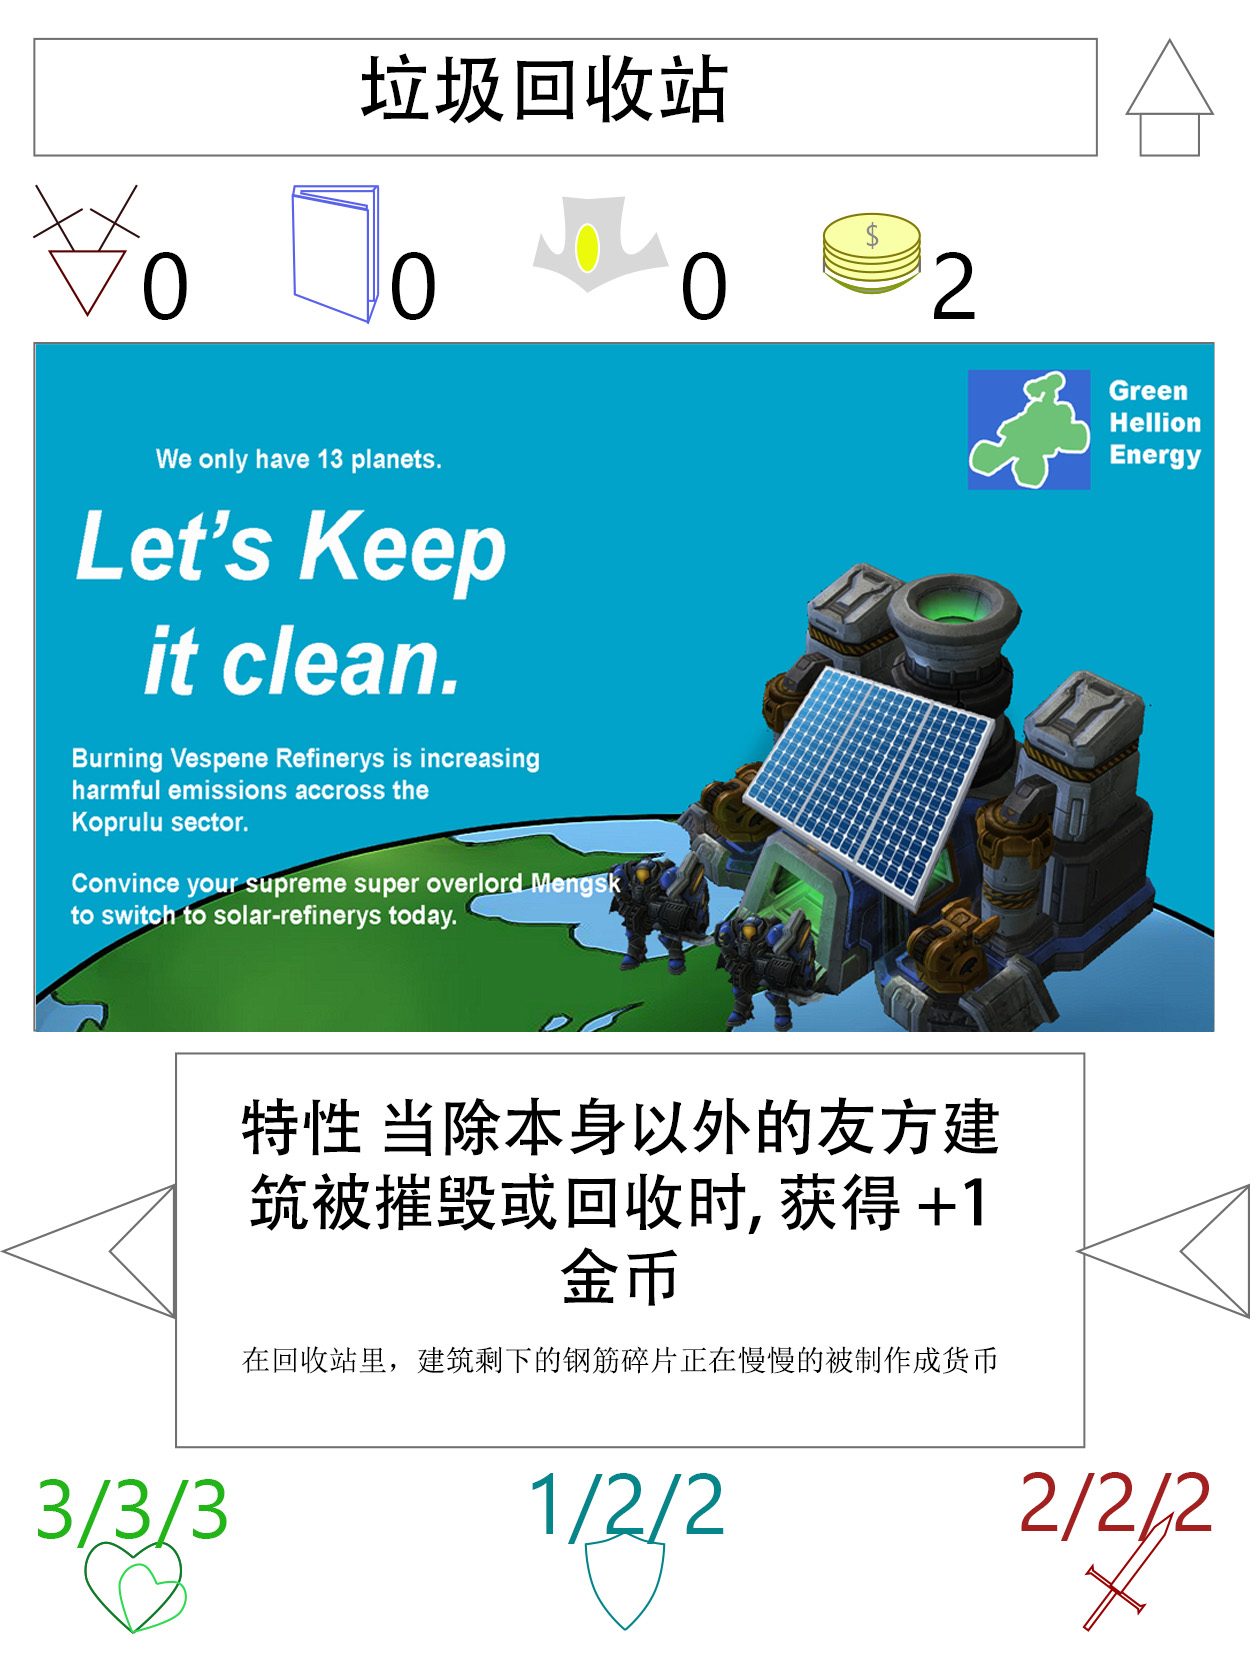 垃圾回收站
0 0 0 $ 2
Green
Hellion
Energy
We only have 13 planets.
Let's Keep
it clean.
Burning Vespene Refinerys is increasing
harmful emissions accross the
Koprulu sector.
Convince your supreme super overlord Mengsk
to switch to solar-refinerys today.
特性 当除本身以外的友方建
筑被摧毁或回收时, 获得 +1
金币
在回收站里，建筑剩下的钢筋碎片正在慢慢的被制作成货币
3/3/3 1/2/2 2/2/2